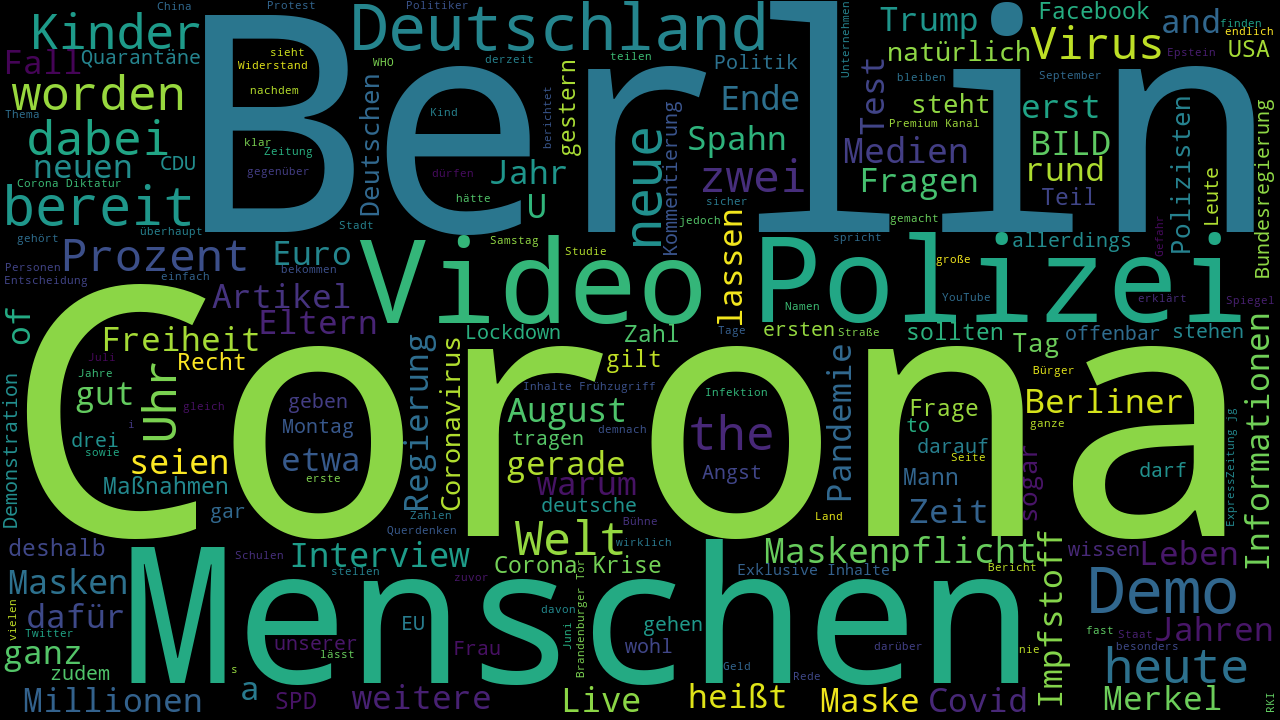 China
Protest
Politiker
Kinder
Berlin
Deutschland
Trump
Facebook
and
finden
endlich
Unternehmen
Fall
Quarantäne
sieht
Widerstand
WHO
derzeit
teilen
Politik
natürlich
Virus
Epstein
USA
worden
nachdem
Kind
berichtet
gestern
Ende
bleiben
September
Test
steht
erst
Thema
dabei
klar
Zeitung
Deutschen
neue
Kommentierung
Spahn
Premium Kanal
BILD
Polizisten
Bundesregierung
neuen
CDU
gegenüber
dürfen
Jahr
zwei
Medien
rund
Corona Diktatur
hätte
U
sicher
Fragen
Teil
Leute
bereit
überhaupt
Stadt
jedoch
gemacht
gehört
Prozent
Euro
Samstag
Studie
lassen
spricht
allerdings
Gefahr
Personen
Entscheidung
einfach
bekommen
Video
Polizei
große
Artikel
Namen
YouTube
erklärt
Spiegel
of
Eltern
Lockdown
Zahl
Tage
ersten
Straße
sollten
offenbar
stehen
Informationen
Freiheit
Recht
Corona
Regierung
Coronavirus
gilt
Pandemie
Tag
Juli
Jahre
gut
Uhr
gleich
geben
Inhalte Frühzugriff
Infektion
Bürger
Demonstration
i
Montag
August
demnach
the
Frage
to
Berliner
ganze
drei
sowie
etwa
tragen
darauf
ExpressZeitung Jg
seien
erste
gerade
Angst
Seite
Mann
sogar
darf
Maßnahmen
warum
gar
Zahlen
deutsche
Land
Zeit
Querdenken
Welt
Bühne
wirklich
deshalb
Schulen
Interview
Maskenpflicht
wissen
Leben
Masken
stellen
Corona Krise
zuvor
Brandenburger Tor
Exklusive Inhalte
Bericht
Impfstoff
Menschen
Demo
vielen
dafür
davon
Juni
EU
gehen
Twitter
unserer
fast
Staat
Jahren
ganz
lässt
Frau
wohl
darüber
nie
besonders
zudem
s
Geld
Rede
heute
Millionen
a
SPD
weitere
Live
heißt
Maske
Covid
Merkel
RKI